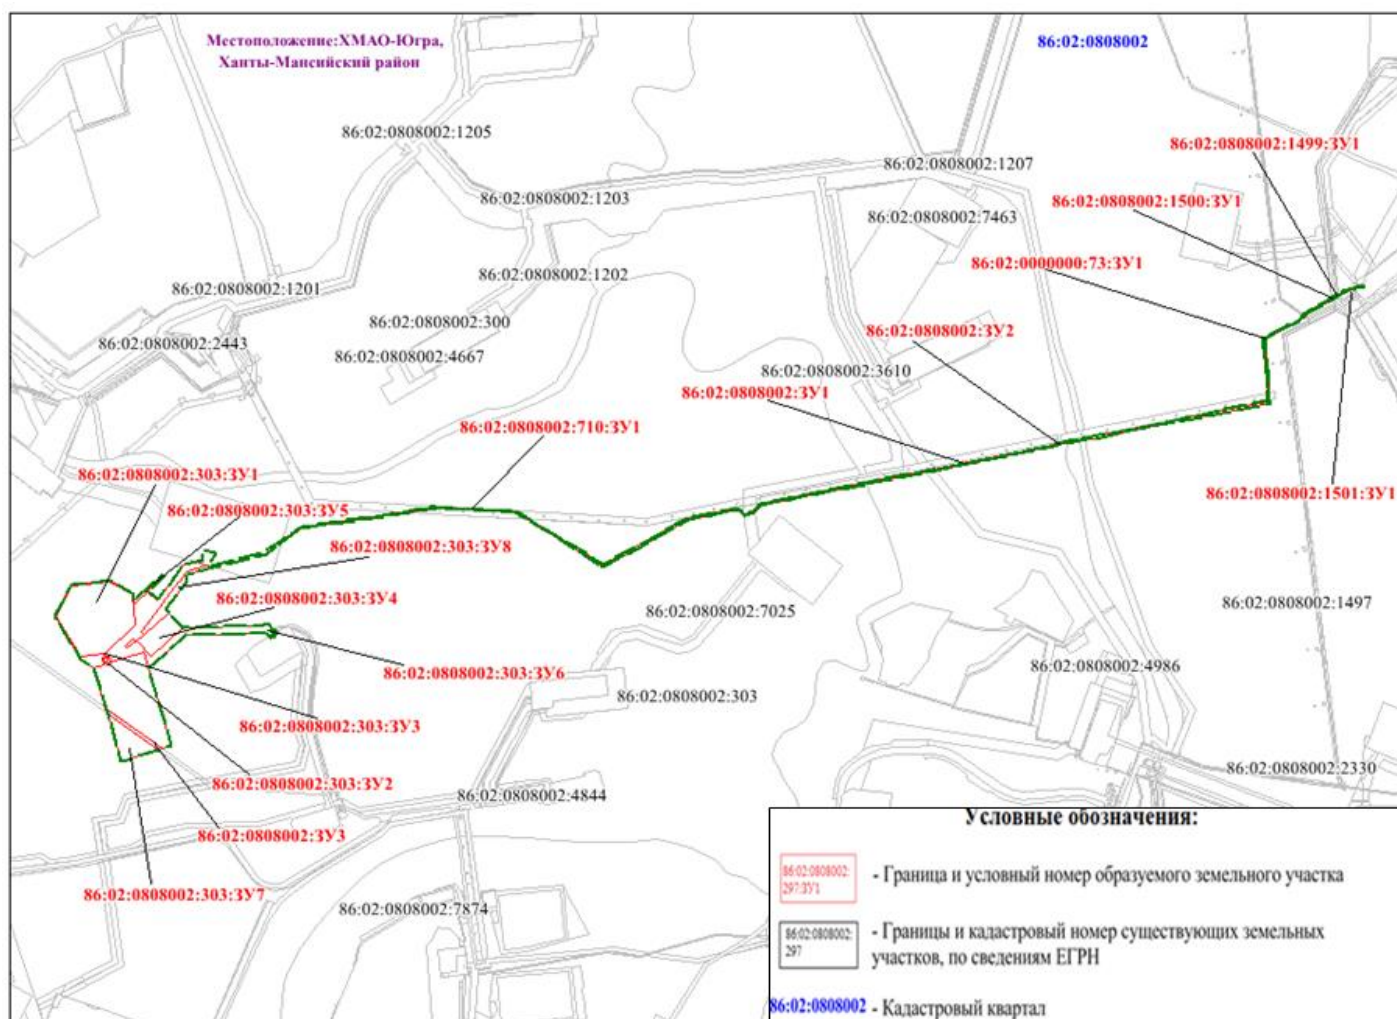 Местоположение:ХМАО-Югра,
Ханты-Мансийский район
86:02:0808002
86:02:0808002:1205
86:02:0808002:1499:ЗУ1
86:02:0808002:1207
86:02:0808002:1203
86:02:0808002:1500:ЗУ1
86:02:0808002:7463
86:02:0000000:73:ЗУ1
86:02:0808002:1202
86:02:0808002:1201
86:02:0808002:300
86:02:0808002:ЗУ2
86:02:0808002:2443
86:02:0808002:4667
86:02:0808002:3610
86:02:0808002:ЗУ1
86:02:0808002:710:ЗУ1
86:02:0808002:303:ЗУ1
86:02:0808002:1501:ЗУ1
86:02:0808002:303:ЗУ5
86:02:0808002:303:ЗУ8
86:02:0808002:303:ЗУ4
86:02:0808002:7025
86:02:0808002:1497
86:02:0808002:303:ЗУ6
86:02:0808002:4986
86:02:0808002:303
86:02:0808002:303:ЗУ3
86:02:0808002:2330
86:02:0808002:303:ЗУ2
86:02:0808002:4844
86:02:0808002:ЗУ3
86:02:0808002:303:ЗУ7
86:02:0808002:7874
Условные обозначения:
86:02:0808002:
297:ЗУ1
- Граница и условный номер образуемого земельного участка
86:02:0808002:
297
- Границы и кадастровый номер существующих земельных
участков, по сведениям ЕГРН
86:02:0808002 - Кадастровый квартал